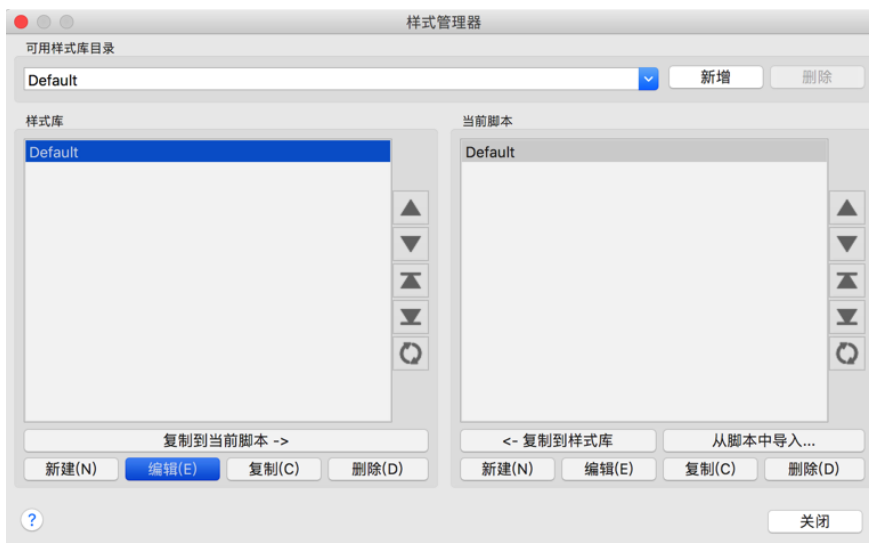 样式管理器
可用样式库目录
Default
新增
删除
样式库
Default
复制到当前脚本 ->
新建(N)
编辑(E)
复制(C)
删除(D)
当前脚本
Default
<- 复制到样式库
从脚本中导入...
新建(N)
编辑(E)
复制(C)
删除(D)
?
关闭